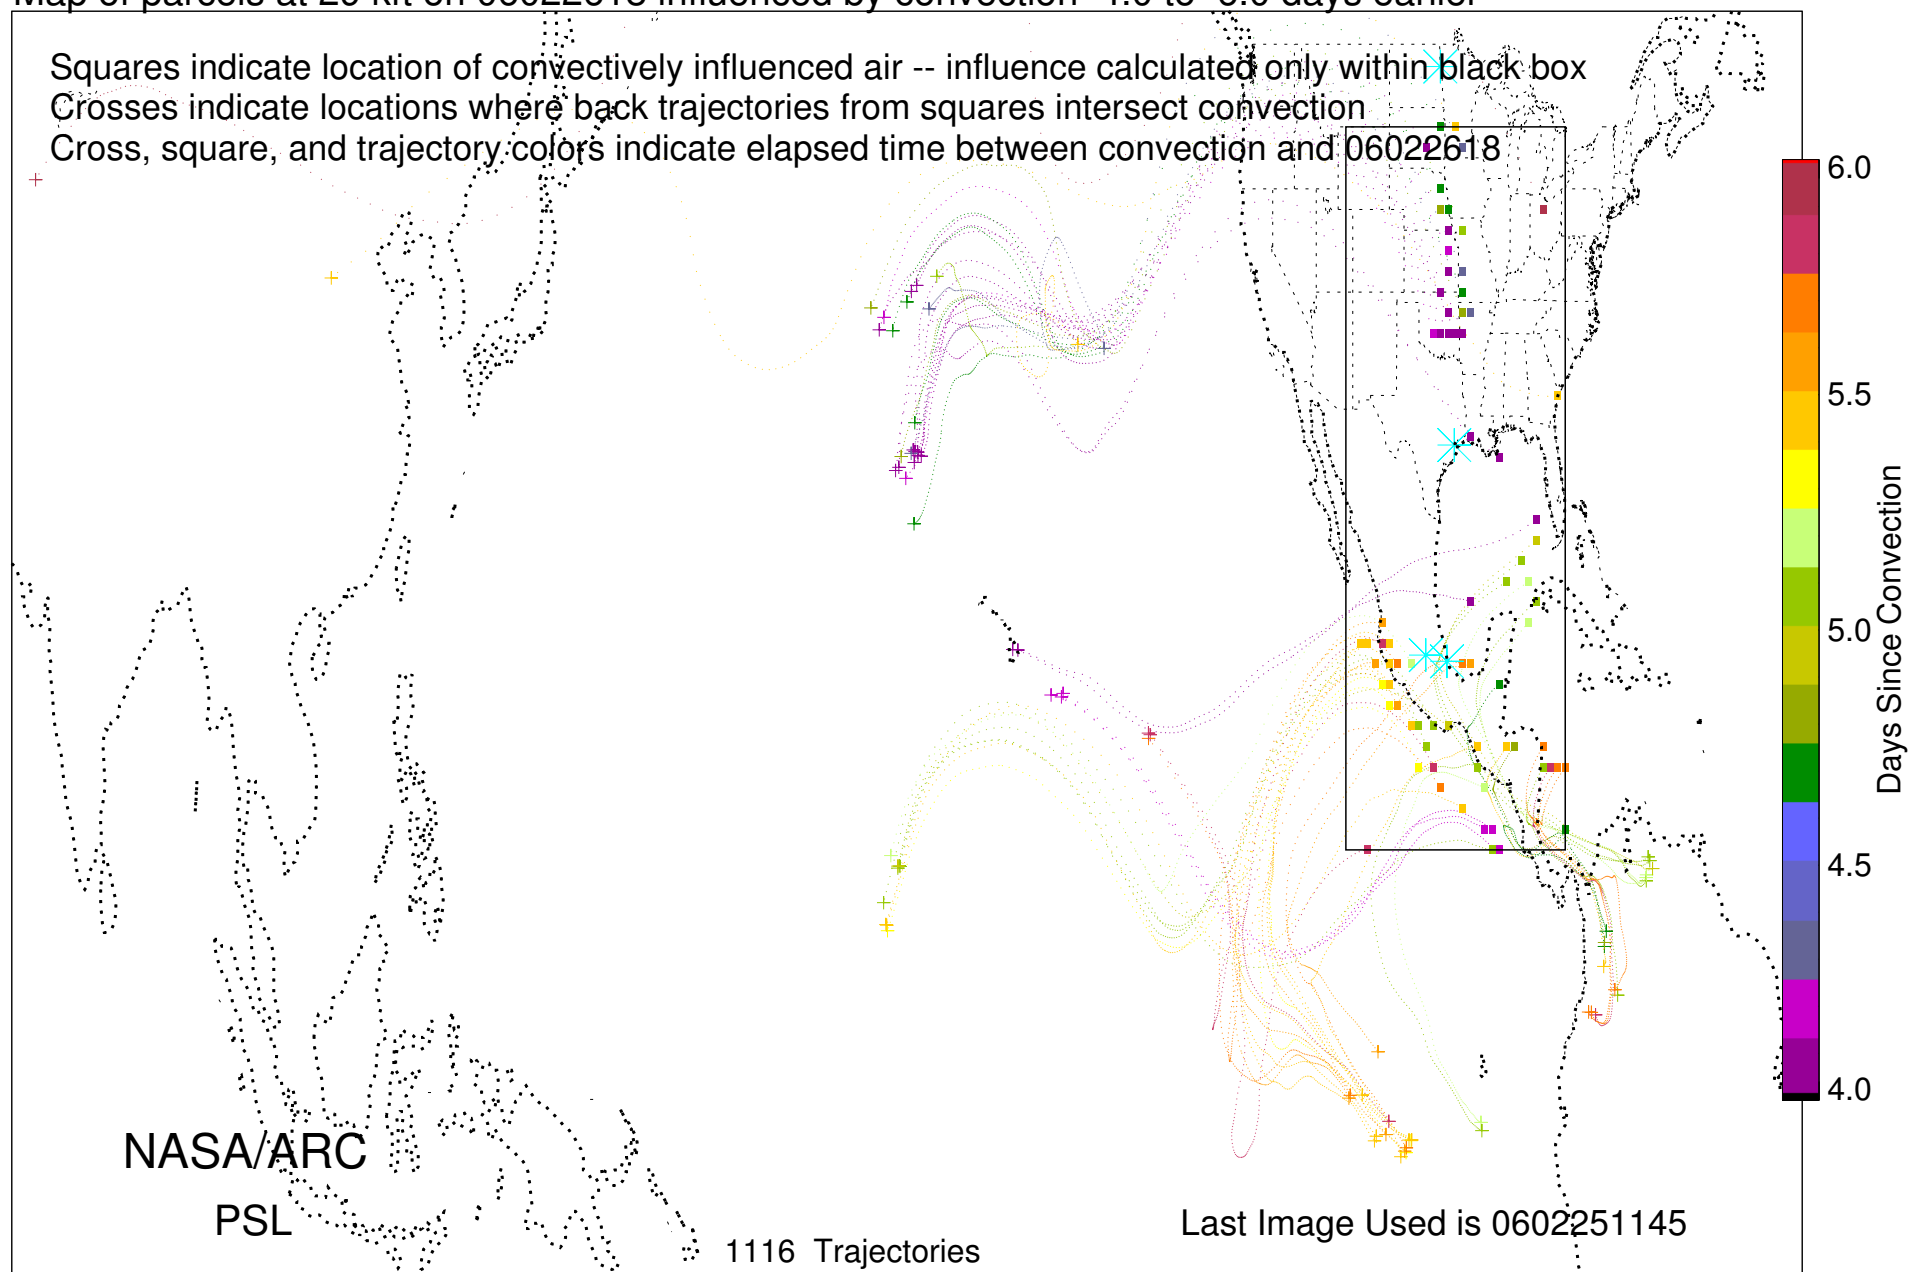 Squares indicate location of convectively influenced air -- influence calculated only within black box
Crosses indicate locations where back trajectories from squares intersect convection
Cross, square, and trajectory colors indicate elapsed time between convection and 06022618
6.0
5.5
5.0
4.5
4.0
Days Since Convection
NASA/ARC
PSL
1116 Trajectories
Last Image Used is 0602251145